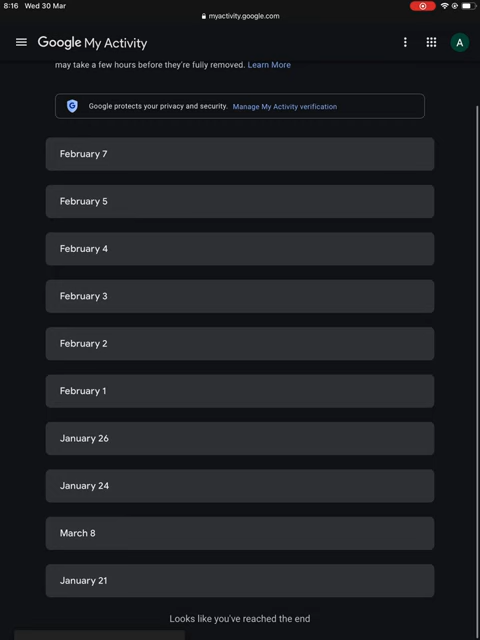 8:16 Wed 30 Mar
myactivity.google.com
Google My Activity
A
may take a few hours before they're fully removed. Learn More
G
Google protects your privacy and security. Manage My Activity verification
February 7
February 5
February 4
February 3
February 2
February 1
January 26
January 24
March 8
January 21
Looks like you've reached the end